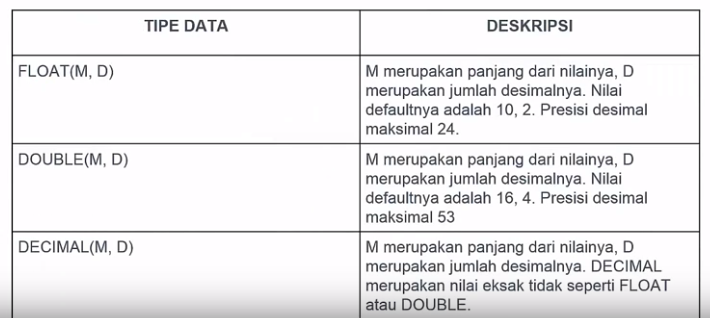 TIPE DATA
DESKRIPSI
FLOAT(M, D)
M merupakan panjang dari nilainya, D
merupakan jumlah desimalnya. Nilai
defaultnya adalah 10, 2. Presisi desimal
maksimal 24.
DOUBLE(M, D)
M merupakan panjang dari nilainya, D
merupakan jumlah desimalnya. Nilai
defaultnya adalah 16, 4. Presisi desimal
maksimal 53
DECIMAL(M, D)
M merupakan panjang dari nilainya, D
merupakan jumlah desimalnya. DECIMAL
merupakan nilai eksak tidak seperti FLOAT
atau DOUBLE.